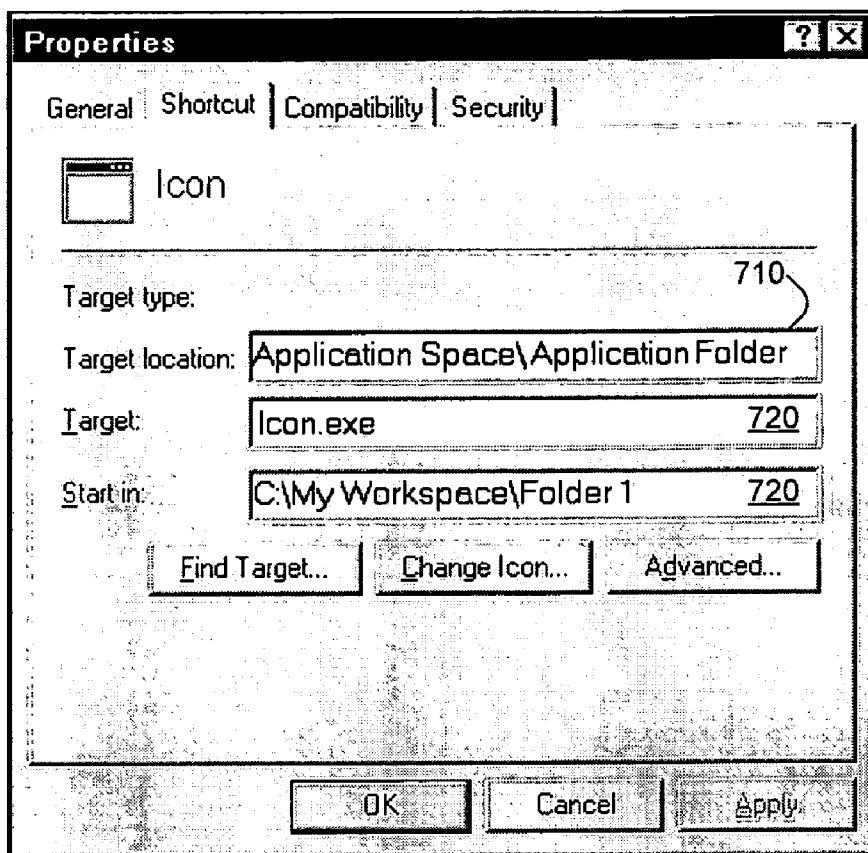 Properties ? X
General Shortcut Compatibility Security
Icon
710
Target type:
Target location: Application Space\Application Folder
Target: Icon.exe 720
Start in: C:\My Workspace\Folder 1 720
Find Target... Change Icon... Advanced...
OK Cancel Apply